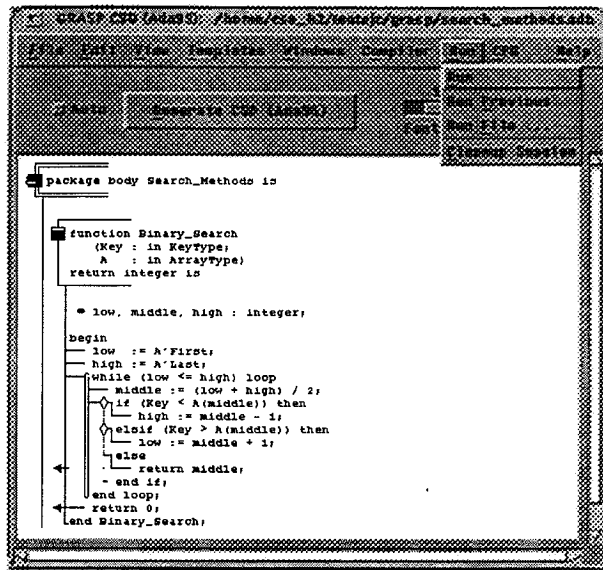 GRASP CSD (Ada95): /home/cse_h2/teates/grasp/search_methods.adb
File Edit View Templates Windows Compiler Run CPG Help
Run
Generate CSD (Ada95)
Run Previous
Font Run File ...
Cleanup Session
package body Search_Methods is
function Binary_Search
(Key : in KeyType;
A : in ArrayType)
return integer is
low, middle, high : integer;
begin
low := A'First;
high := A'Last;
while (low <= high) loop
middle := (low + high) / 2;
if (Key < A(middle)) then
high := middle - 1;
elsif (Key > A(middle)) then
low := middle + 1;
else
return middle;
end if;
end loop;
return 0;
end Binary_Search;